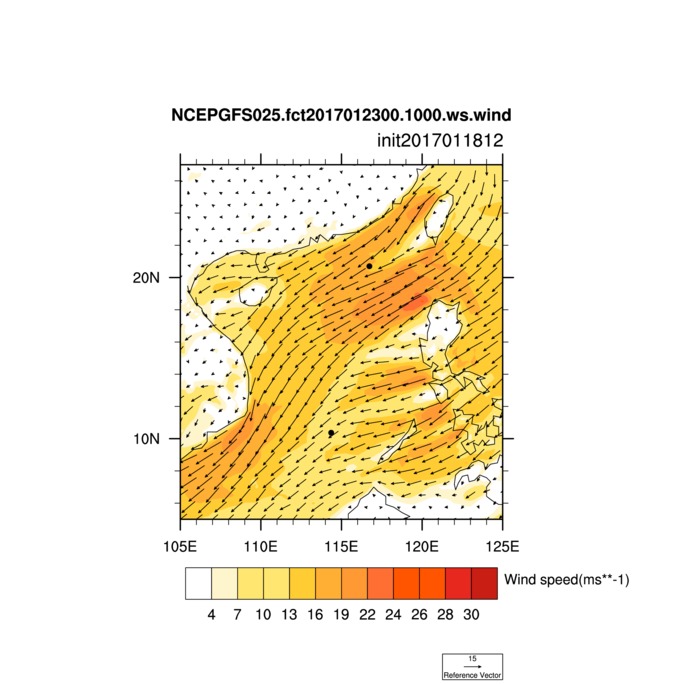 NCEPGFS025.fct2017012300.1000.ws.wind
init2017011812
20N
10N
105E 110E 115E 120E 125E
4 7 10 13 16 19 22 24 26 28 30
Wind speed(ms**-1)
15
Reference Vector